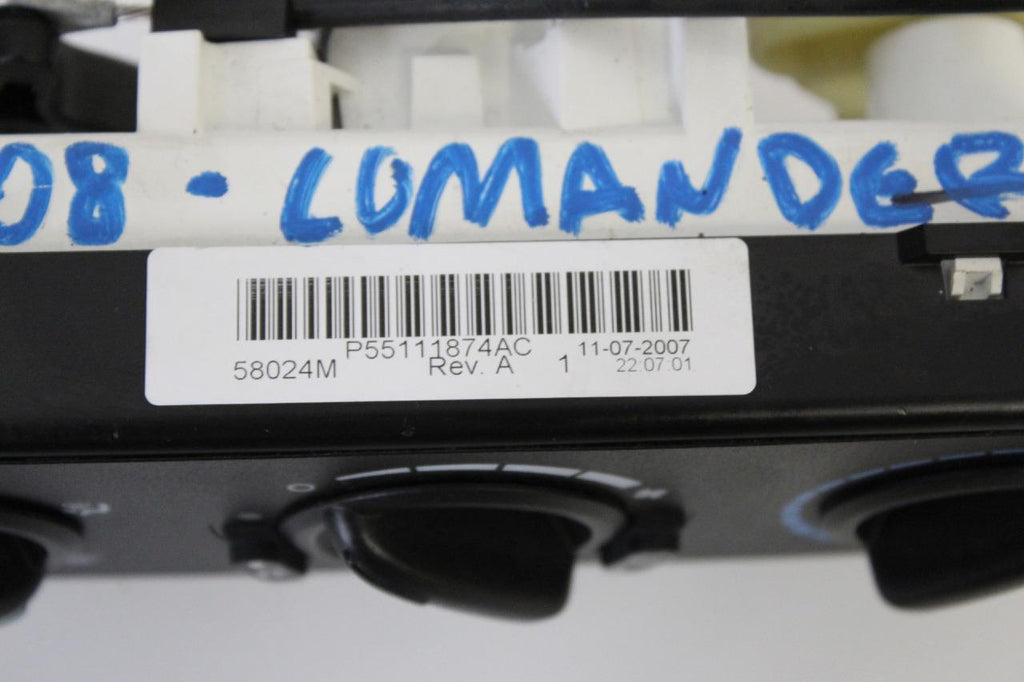 08 - COMANDER
P55111874AC 11-07-2007
58024M Rev. A 1 22:07:01